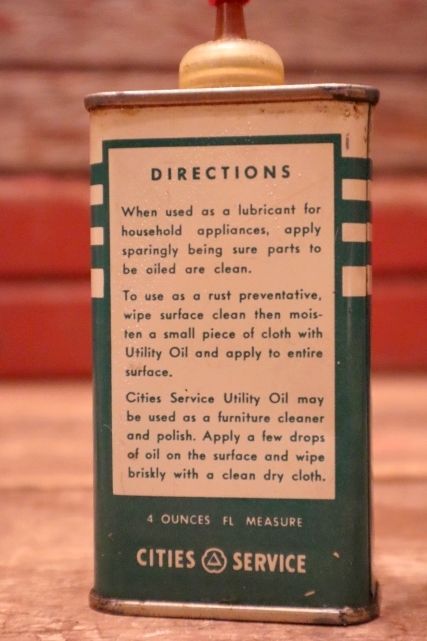 DIRECTIONS
When used as a lubricant for
household appliances, apply
sparingly being sure parts to
be oiled are clean.
To use as a rust preventative,
wipe surface clean then mois-
ten a small piece of cloth with
Utility Oil and apply to entire
surface.
Cities Service Utility Oil may
be used as a furniture cleaner
and polish. Apply a few drops
of oil on the surface and wipe
briskly with a clean dry cloth.
4 OUNCES FL MEASURE
CITIES SERVICE